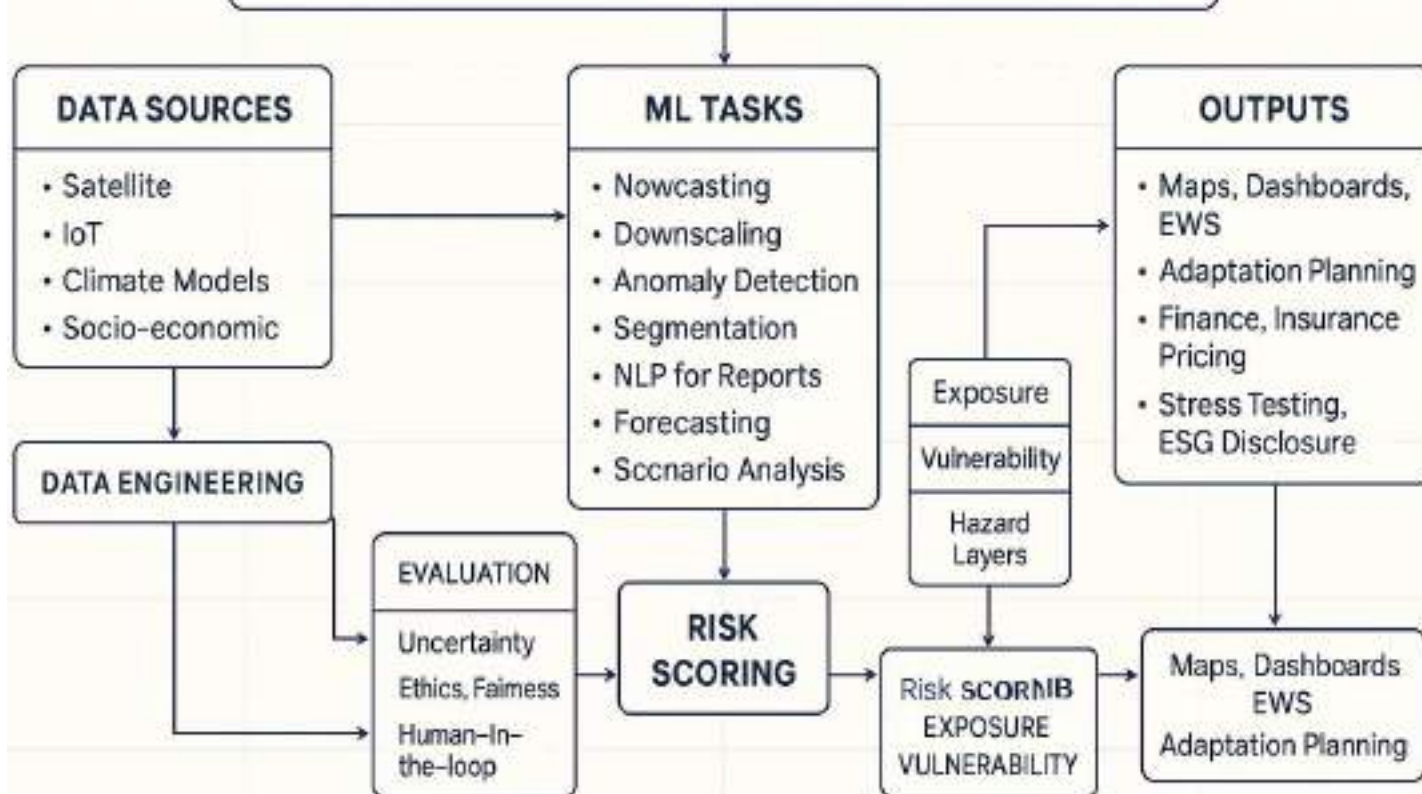 DATA SOURCES
• Satellite
• IoT
• Climate Models
• Socio-economic
DATA ENGINEERING
ML TASKS
• Nowcasting
• Downscaling
• Anomaly Detection
• Segmentation
• NLP for Reports
• Forecasting
• Sccnario Analysis
EVALUATION
Uncertainty
Ethics, Faimess
Human-In-
the-loop
RISK
SCORING
Exposure
Vulnerability
Hazard
Layers
Risk SCORNIB
EXPOSURE
VULNERABILITY
OUTPUTS
• Maps, Dashboards,
EWS
• Adaptation Planning
• Finance, Insurance
Pricing
• Stress Testing,
ESG Disclosure
Maps, Dashboards
EWS
Adaptation Planning